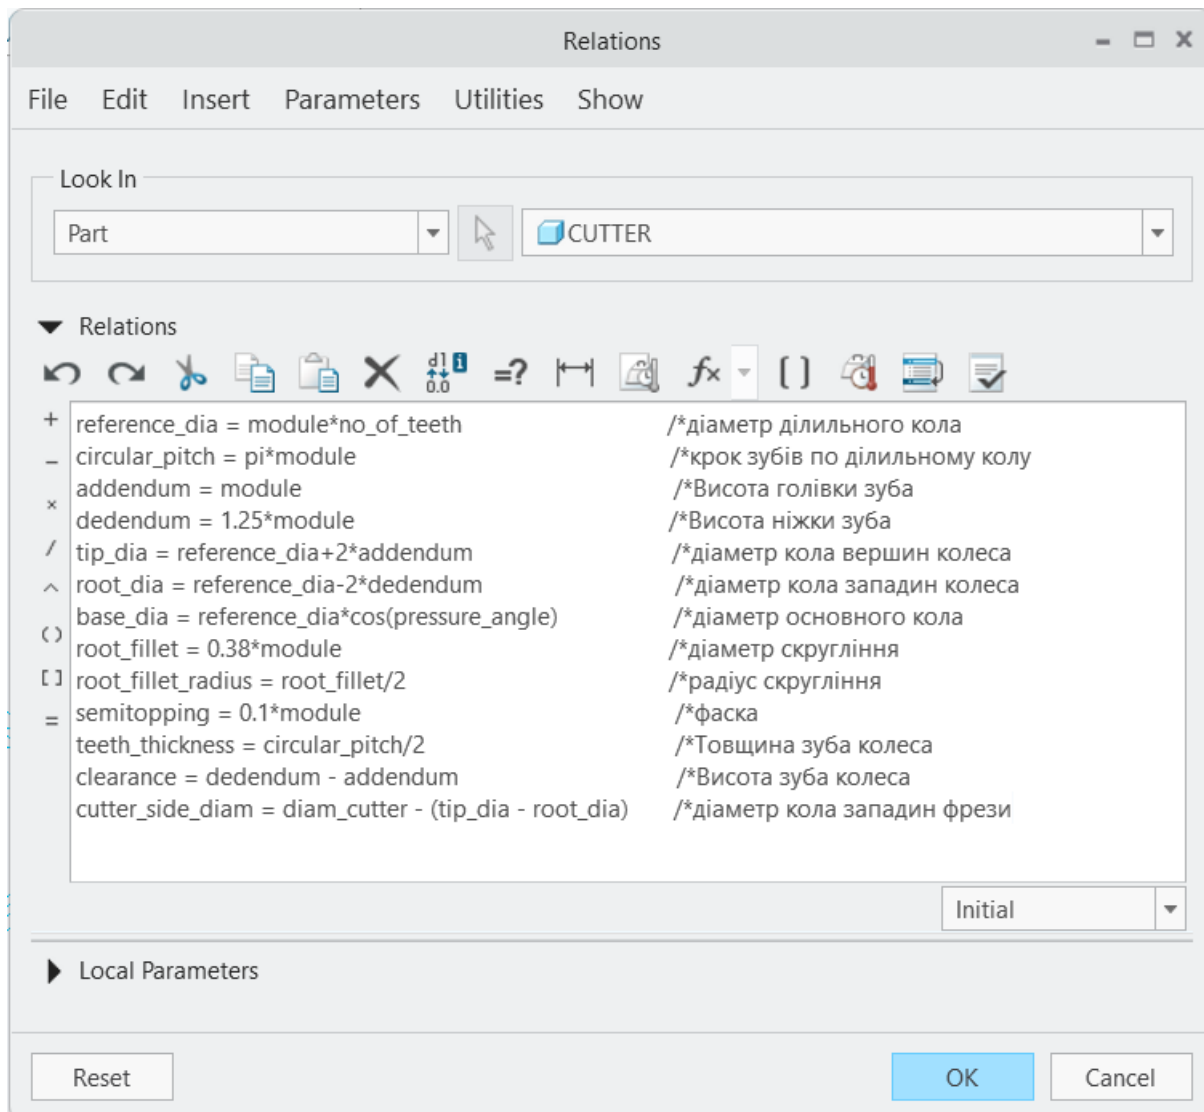 Relations
File Edit Insert Parameters Utilities Show
Look In
Part CUTTER
Relations
reference_dia = module*no_of_teeth /*діаметр ділильного кола
circular_pitch = pi*module /*крок зубів по ділильному колу
addendum = module /*Висота голівки зуба
dedendum = 1.25*module /*Висота ніжки зуба
tip_dia = reference_dia+2*addendum /*діаметр кола вершин колеса
root_dia = reference_dia-2*dedendum /*діаметр кола западин колеса
base_dia = reference_dia*cos(pressure_angle) /*діаметр основного кола
root_fillet = 0.38*module /*діаметр скругління
root_fillet_radius = root_fillet/2 /*радіус скругління
semitopping = 0.1*module /*фаска
teeth_thickness = circular_pitch/2 /*Товщина зуба колеса
clearance = dedendum - addendum /*Висота зуба колеса
cutter_side_diam = diam_cutter - (tip_dia - root_dia) /*діаметр кола западин фрези
Initial
Local Parameters
Reset OK Cancel